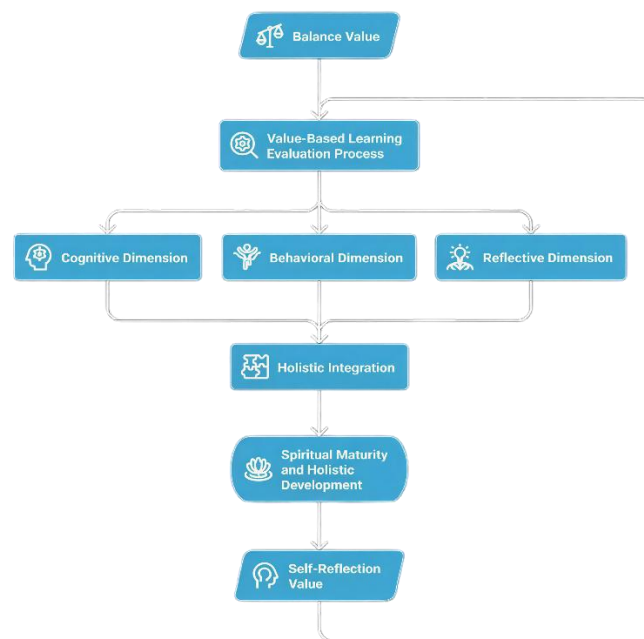 Balance Value
Value-Based Learning
Evaluation Process
Cognitive Dimension
Behavioral Dimension
Reflective Dimension
Holistic Integration
Spiritual Maturity
and Holistic
Development
Self-Reflection
Value